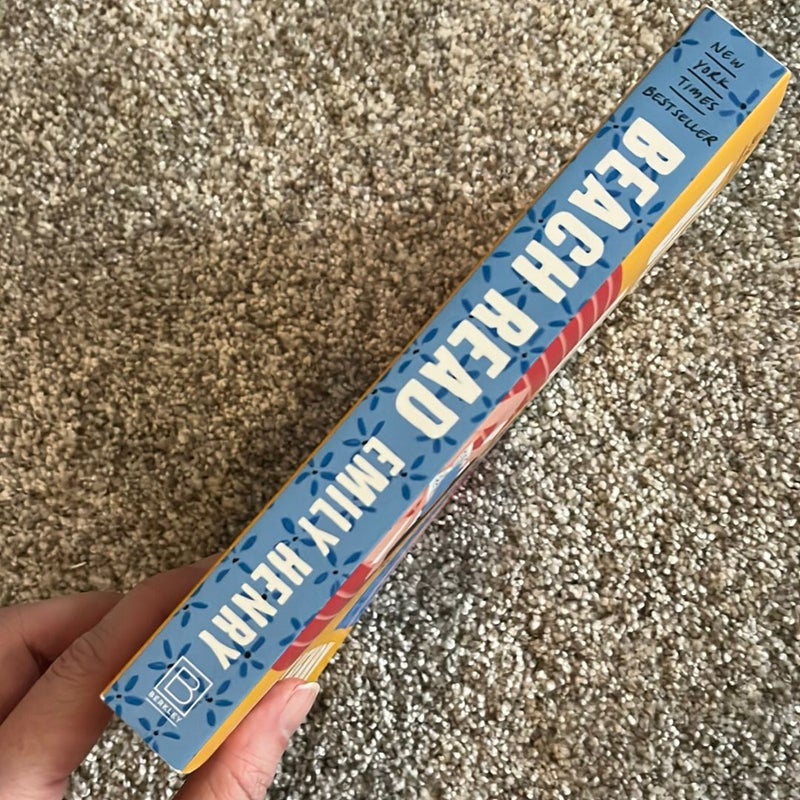 NEW
YORK
TIMES
BESTSELLER
BEACH READ
EMILY HENRY
B
BERKLEY